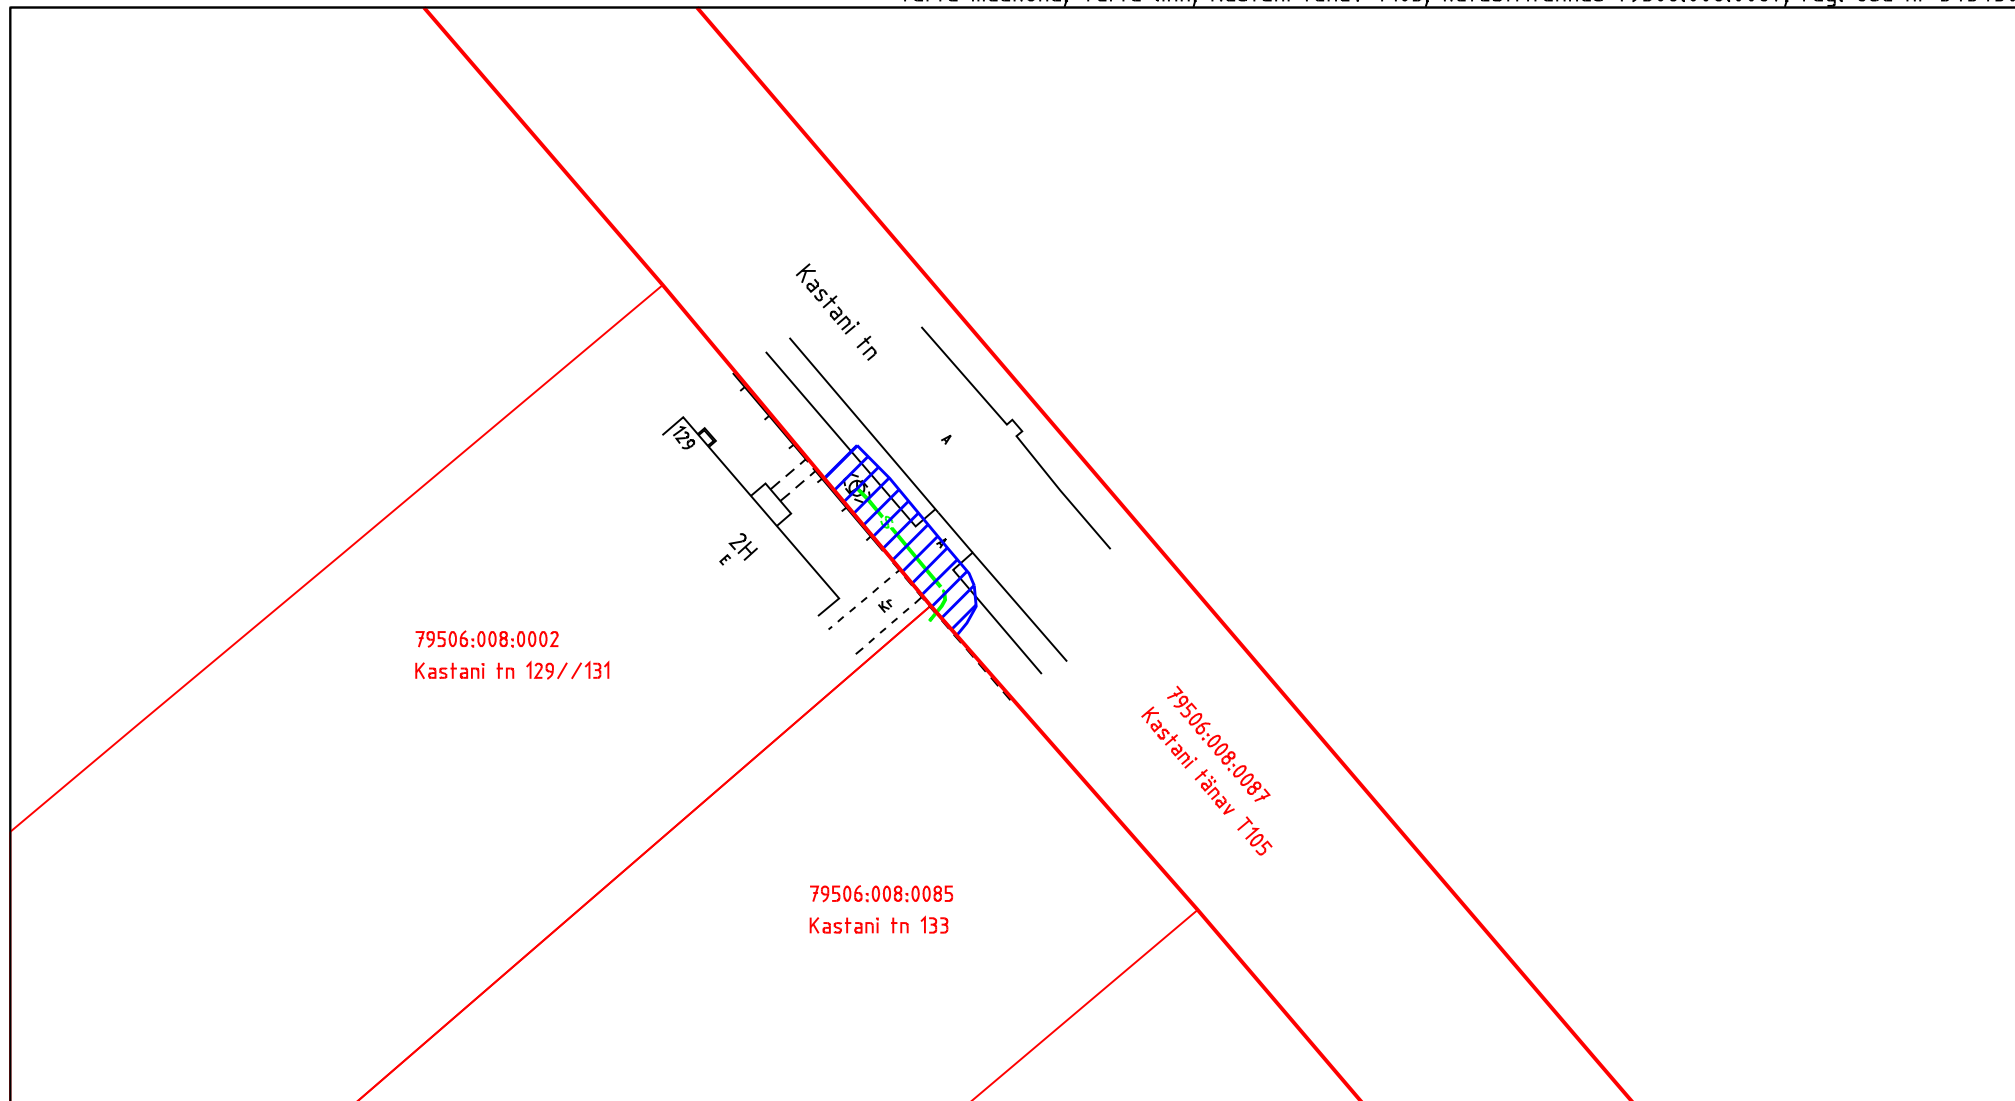 Kastani tn
A
129
2H
E
A
Kr
79506:008:0002
Kastani tn 129//131
79506:008:0087
Kastani tänav T105
79506:008:0085
Kastani tn 133